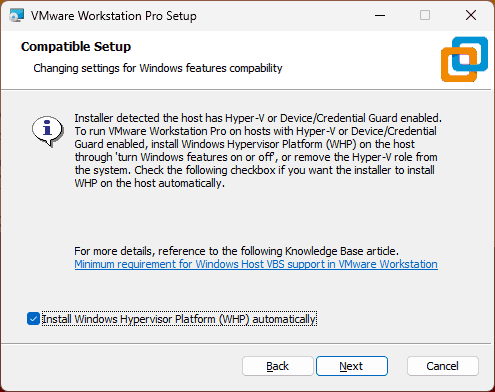 VMware Workstation Pro Setup
Compatible Setup
Changing settings for Windows features compability
Installer detected the host has Hyper-V or Device/Credential Guard enabled.
To run VMware Workstation Pro on hosts with Hyper-V or Device/Credential
Guard enabled, install Windows Hypervisor Platform (WHP) on the host
through 'turn Windows features on or off', or remove the Hyper-V role from
the system. Check the following checkbox if you want the installer to install
WHP on the host automatically.
For more details, reference to the following Knowledge Base article.
Minimum requirement for Windows Host VBS support in VMware Workstation
Install Windows Hypervisor Platform (WHP) automatically
Back Next Cancel